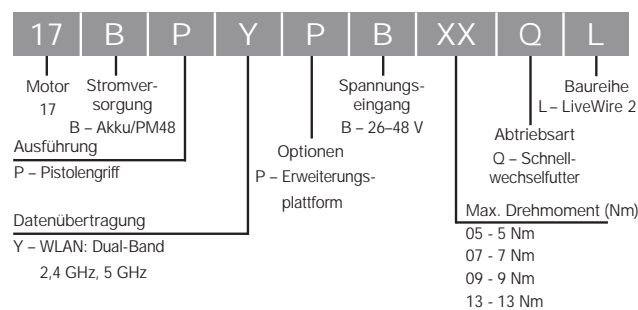 17 B P Y P B XX Q L
Motor
17
Stromver-
sorgung
B – Akku/PM48
Spannungs-
eingang
B – 26–48 V
Baureihe
L – LiveWire 2
Ausführung
P – Pistolengriff
Optionen
P – Erweiterungs-
plattform
Abtriebsart
Q – Schnell-
wechselfutter
Datenübertragung
Y – WLAN: Dual-Band
2,4 GHz, 5 GHz
Max. Drehmoment (Nm)
05 - 5 Nm
07 - 7 Nm
09 - 9 Nm
13 - 13 Nm